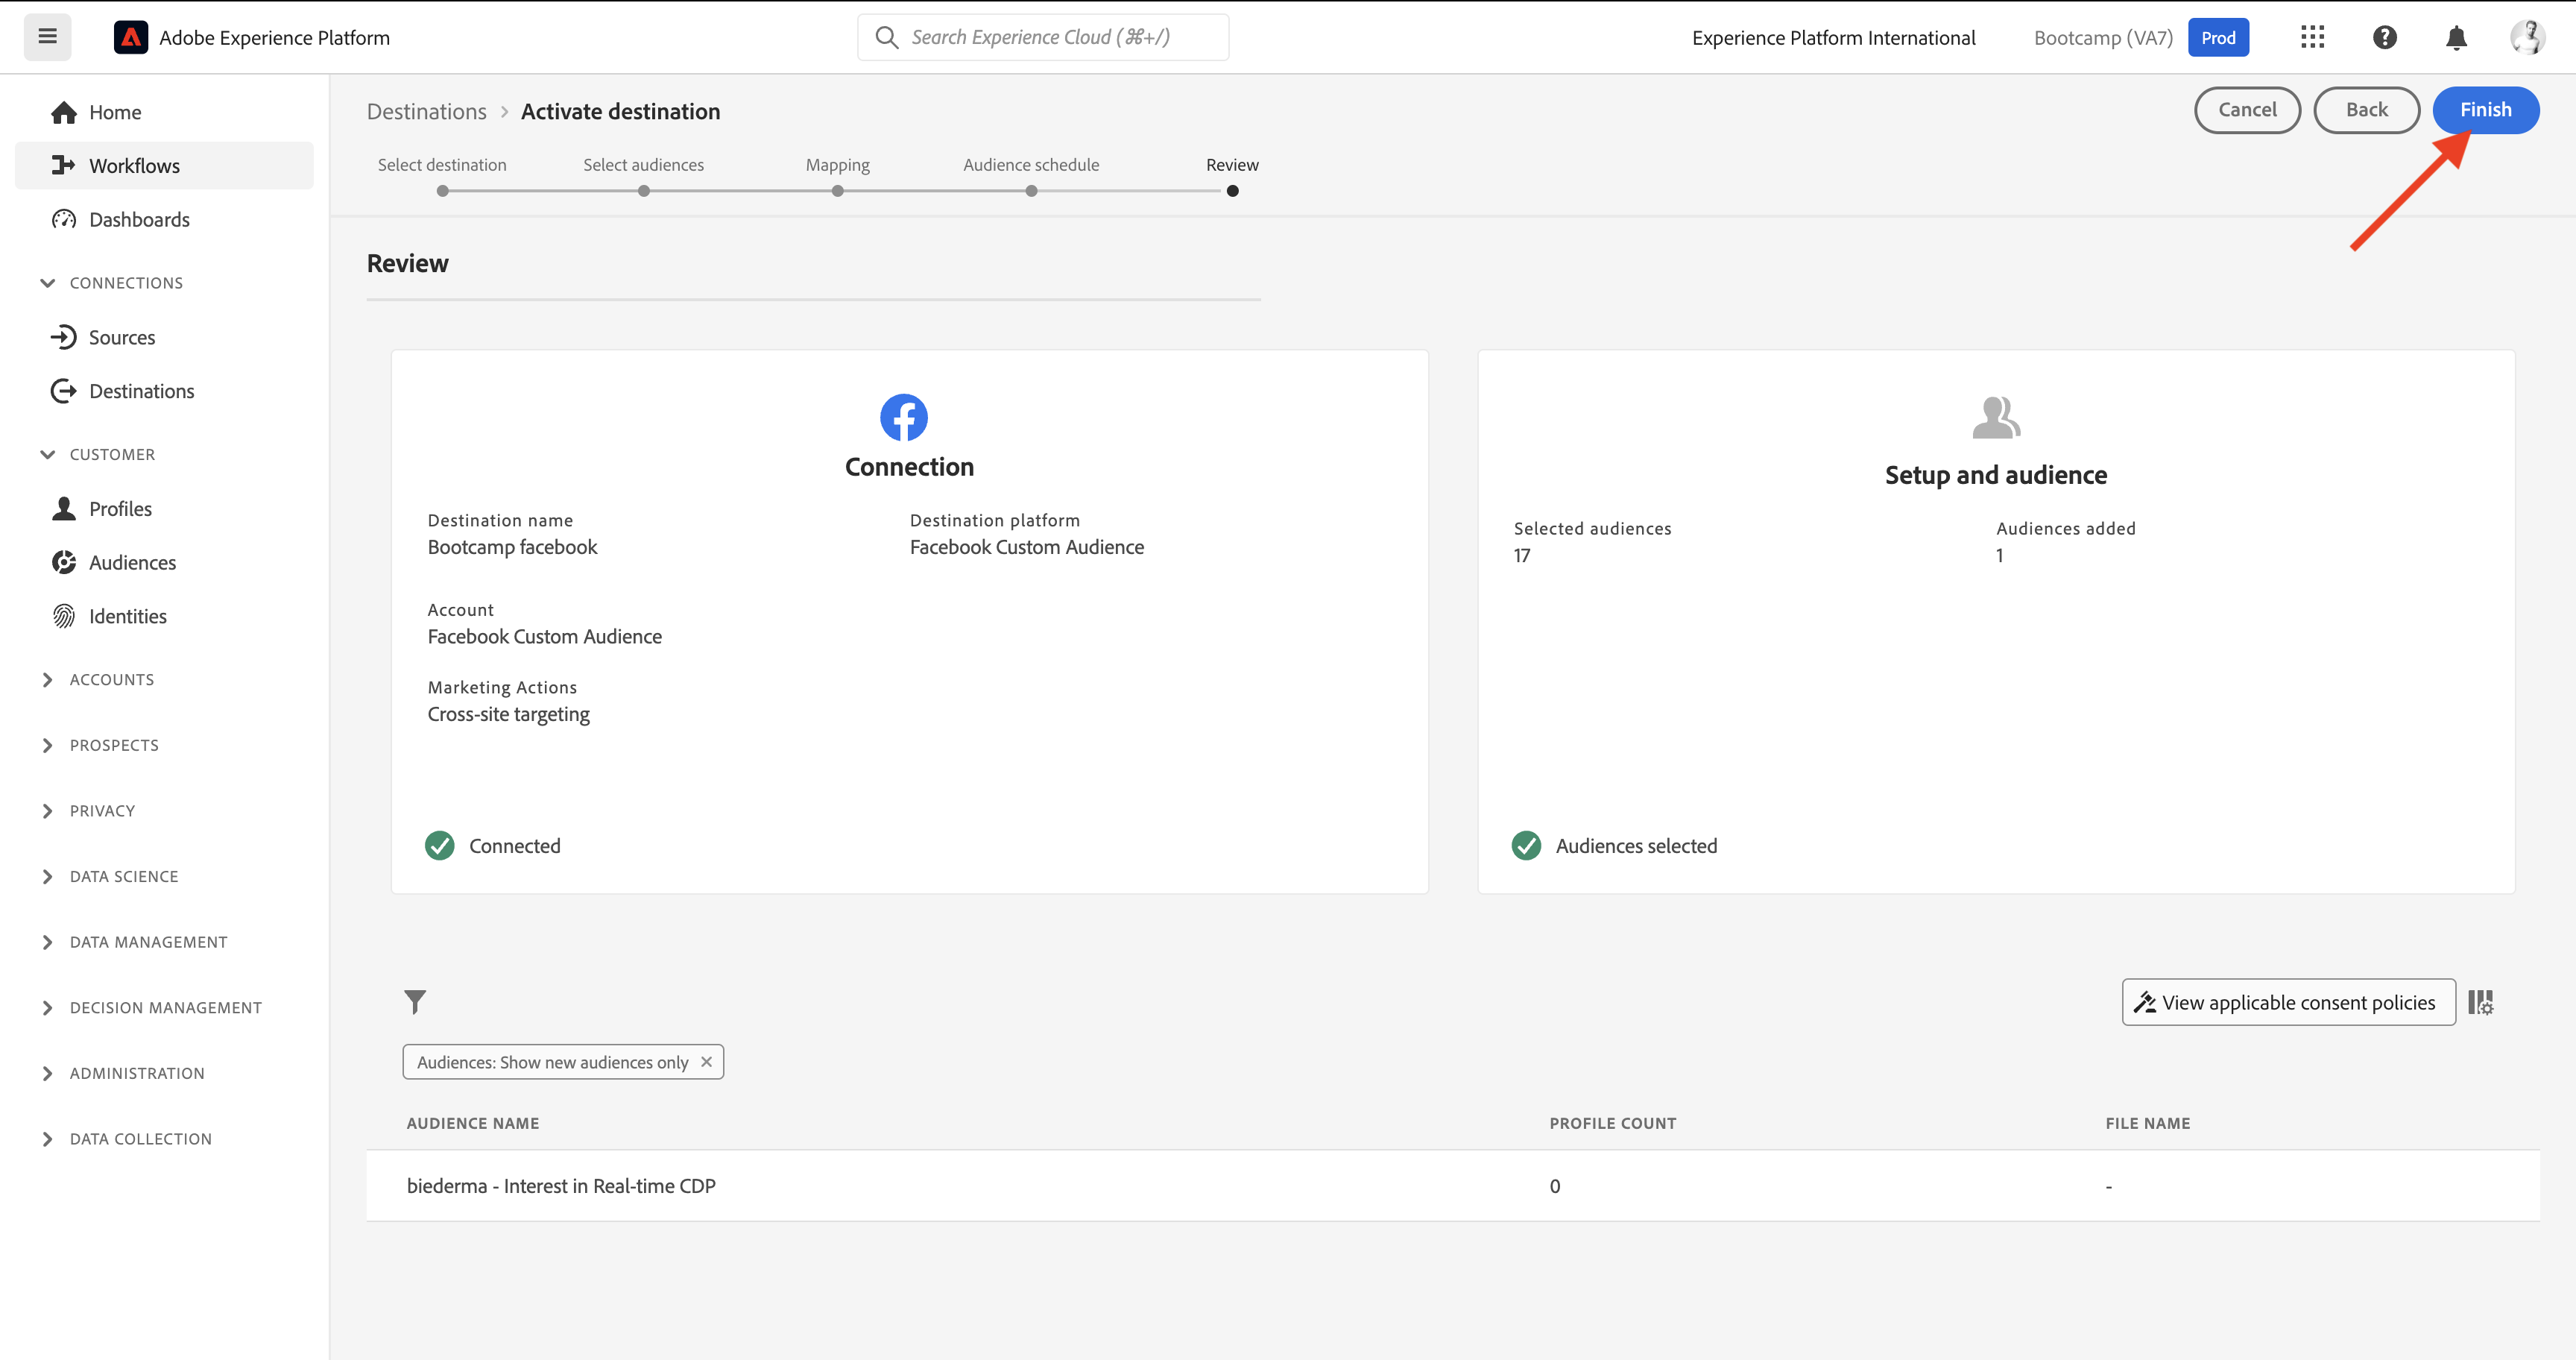 Adobe Experience Platform
Search Experience Cloud (⌘+/)
Experience Platform International
Bootcamp (VA7)
Prod
Home
Workflows
Dashboards
CONNECTIONS
Sources
Destinations
CUSTOMER
Profiles
Audiences
Identities
ACCOUNTS
PROSPECTS
PRIVACY
DATA SCIENCE
DATA MANAGEMENT
DECISION MANAGEMENT
ADMINISTRATION
DATA COLLECTION
Destinations > Activate destination
Cancel
Back
Finish
Select destination
Select audiences
Mapping
Audience schedule
Review
Review
Connection
Destination name
Bootcamp facebook
Destination platform
Facebook Custom Audience
Account
Facebook Custom Audience
Marketing Actions
Cross-site targeting
Connected
Setup and audience
Selected audiences
17
Audiences added
1
Audiences selected
View applicable consent policies
Audiences: Show new audiences only
AUDIENCE NAME PROFILE COUNT FILE NAME
biederma - Interest in Real-time CDP 0 -